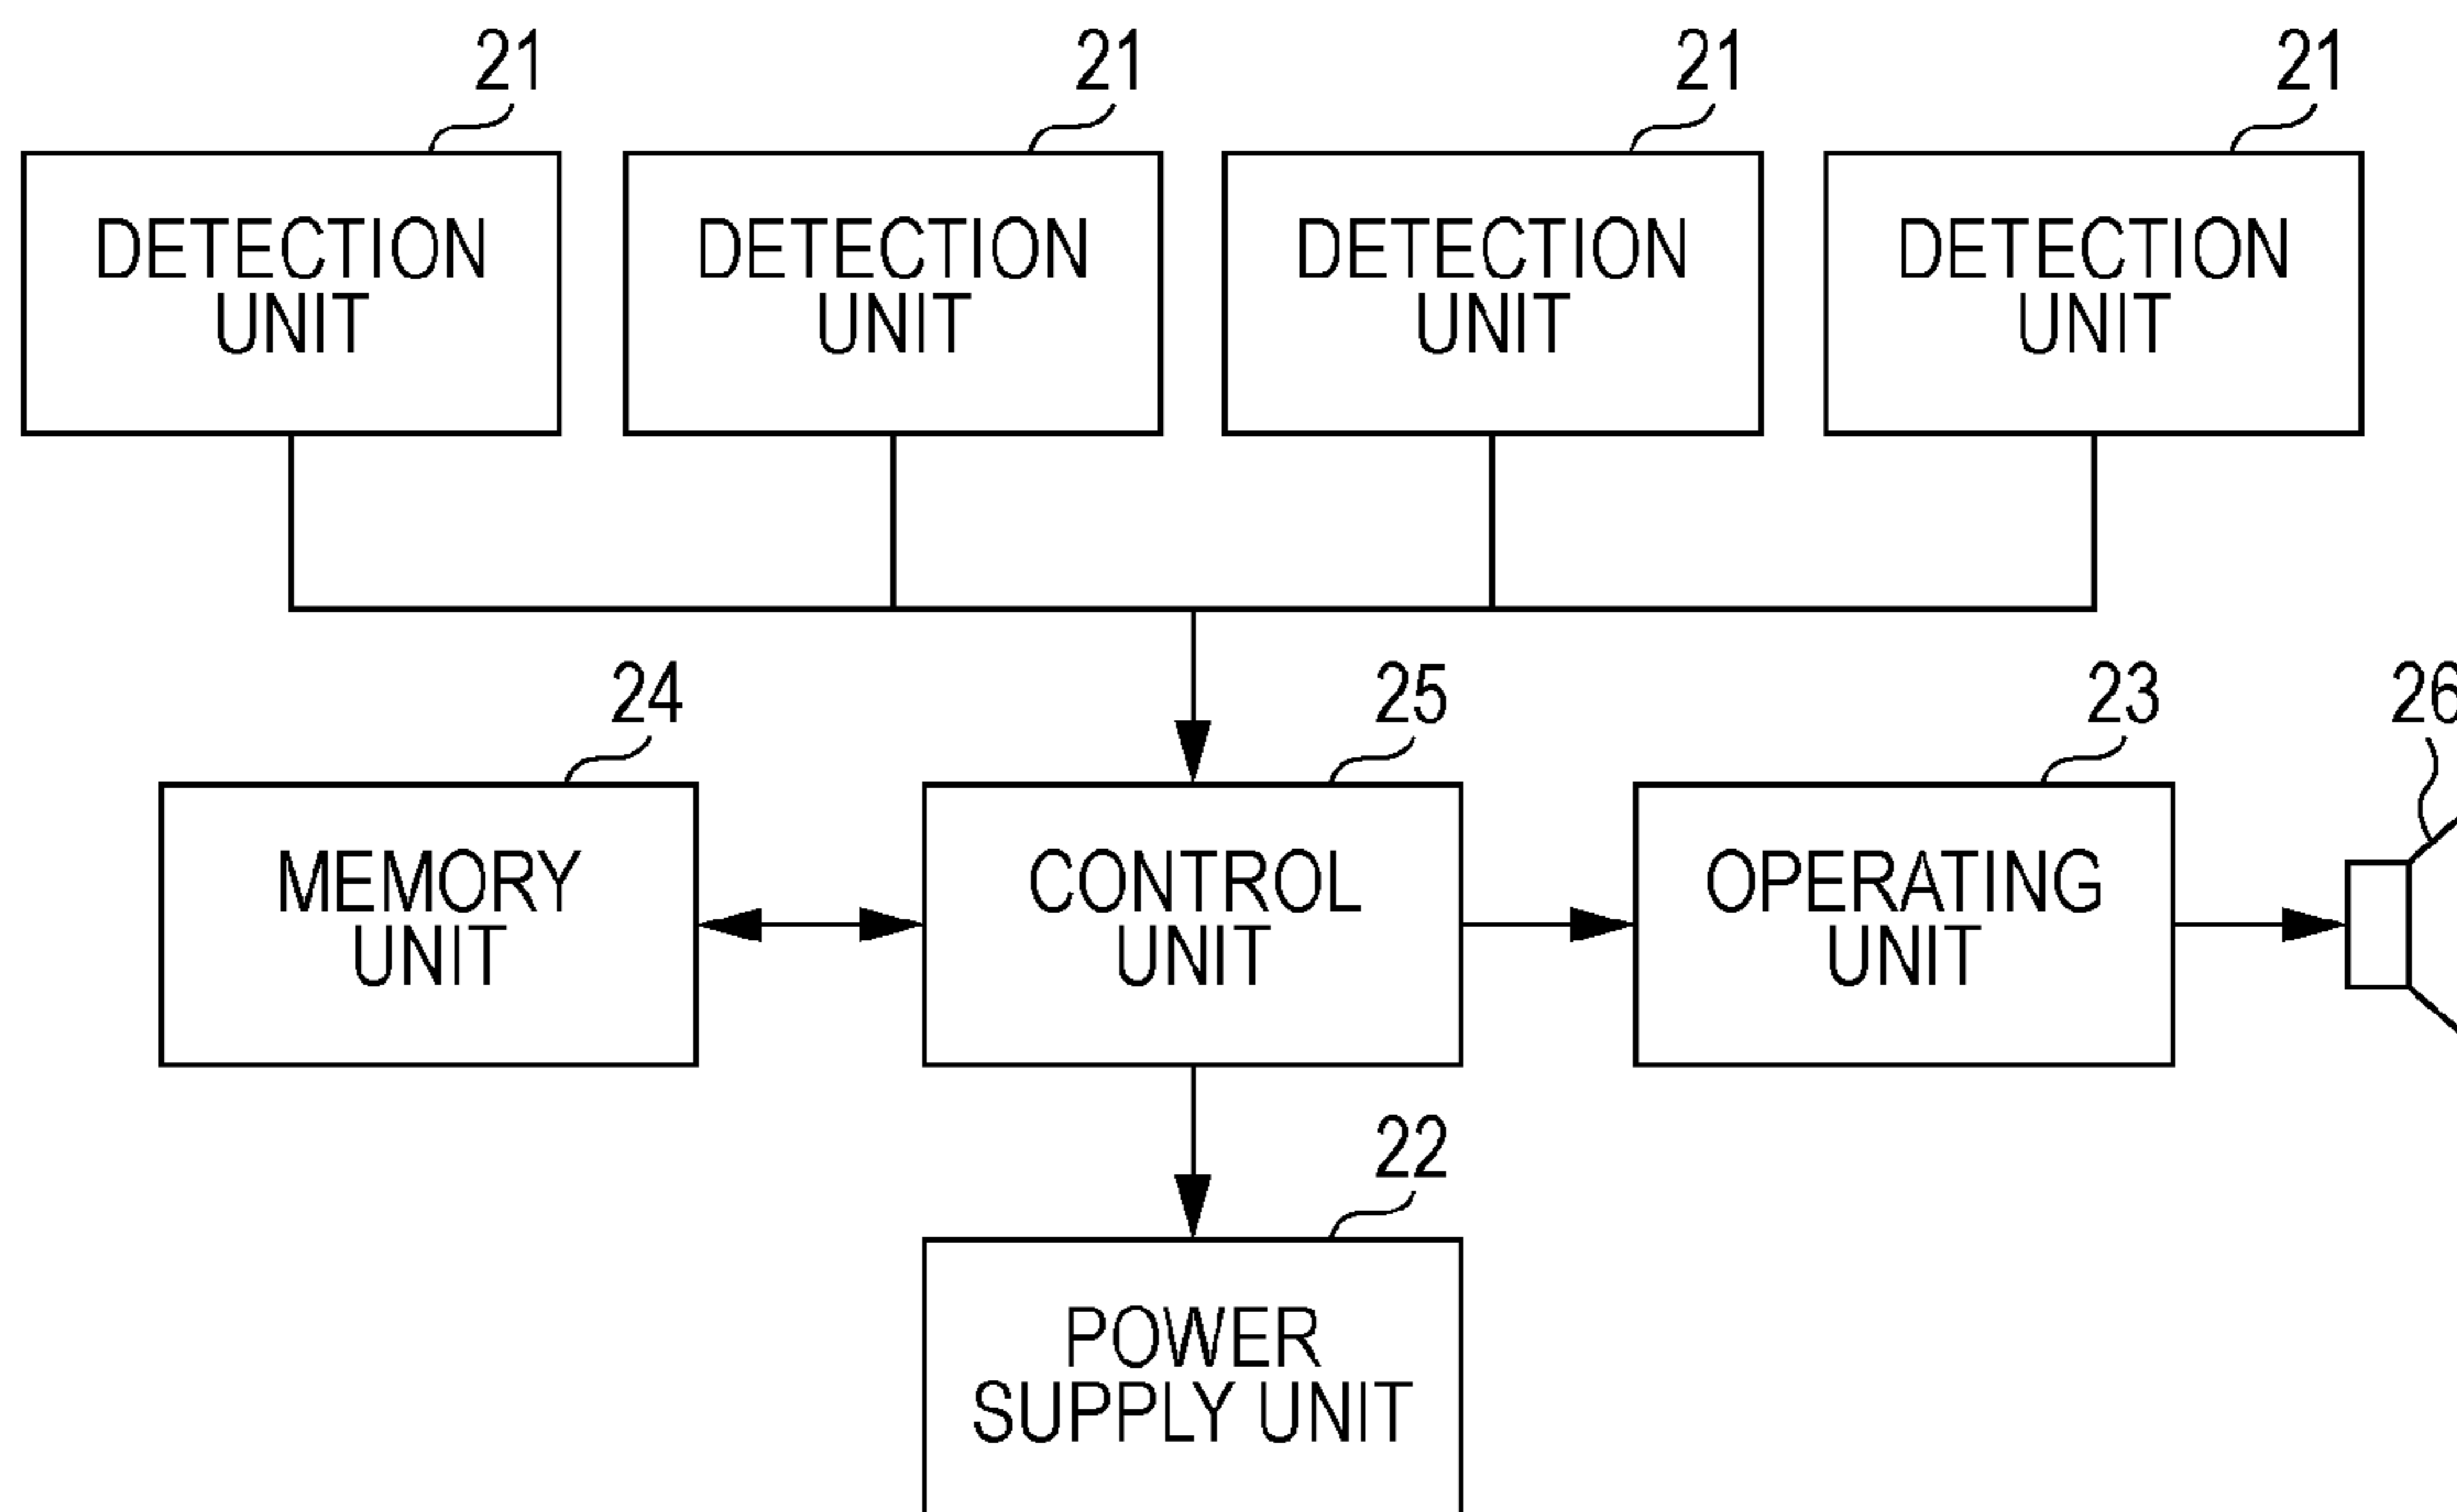 21 21 21 21
DETECTION DETECTION DETECTION DETECTION
UNIT UNIT UNIT UNIT
24 25 23 26
MEMORY CONTROL OPERATING
UNIT UNIT UNIT
22
POWER
SUPPLY UNIT